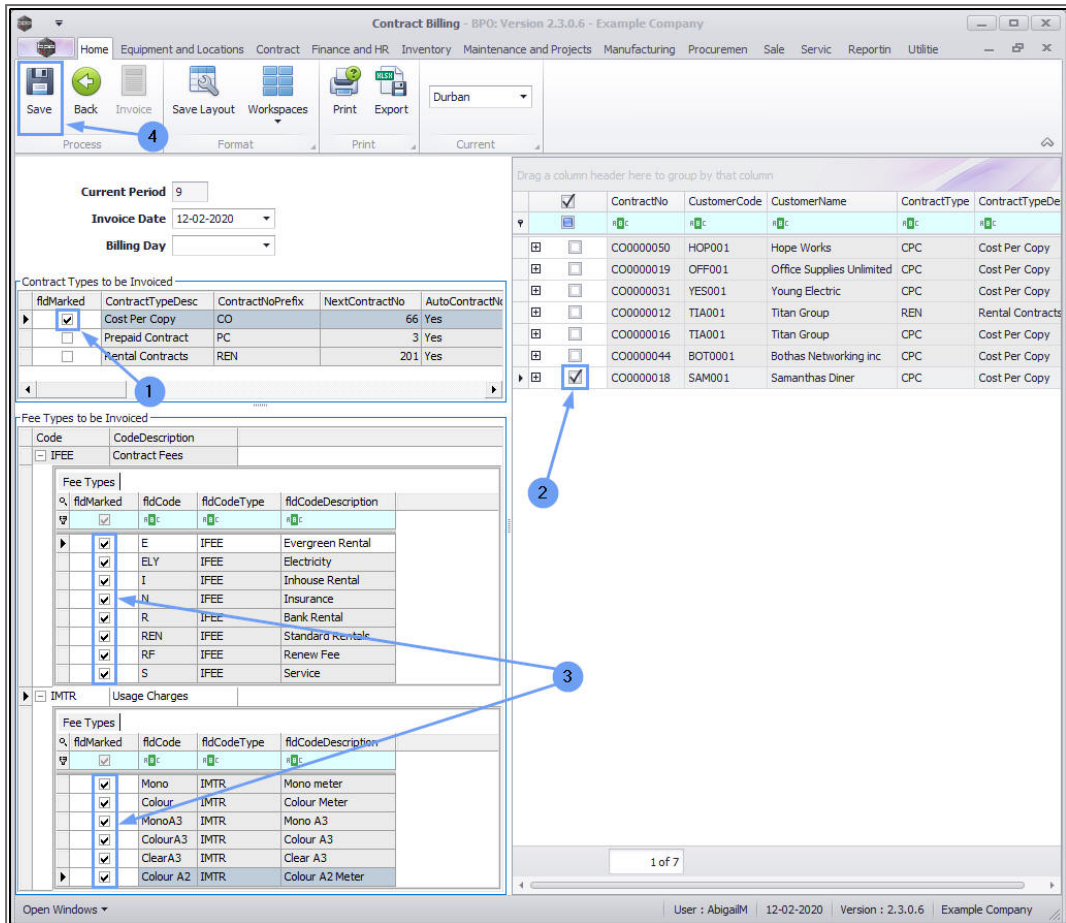 Contract Billing - BPO: Version 2.3.0.6 - Example Company
Home Equipment and Locations Contract Finance and HR Inventory Maintenance and Projects Manufacturing Procuremen Sale Servic Reportin Utilitie
Save Back Invoice Save Layout Workspaces Print Export Durban
4
Process Format Print Current
Current Period 9
Invoice Date 12-02-2020
Billing Day
Contract Types to be Invoiced
fldMarked ContractTypeDesc ContractNoPrefix NextContractNo AutoContractNo
Cost Per Copy CO 66 Yes
Prepaid Contract PC 3 Yes
Rental Contracts REN 201 Yes
1
Fee Types to be Invoiced
Code CodeDescription
IFEE Contract Fees
Fee Types
fldMarked fldCode fldCodeType fldCodeDescription
E IFEE Evergreen Rental
ELY IFEE Electricity
I IFEE Inhouse Rental
N IFEE Insurance
R IFEE Bank Rental
REN IFEE Standard Rentals
RF IFEE Renew Fee
S IFEE Service
3
IMTR Usage Charges
Fee Types
fldMarked fldCode fldCodeType fldCodeDescription
Mono IMTR Mono meter
Colour IMTR Colour Meter
MonoA3 IMTR Mono A3
ColourA3 IMTR Colour A3
ClearA3 IMTR Clear A3
Colour A2 IMTR Colour A2 Meter
Drag a column header here to group by that column
ContractNo CustomerCode CustomerName ContractType ContractTypeDe
CO0000050 HOP001 Hope Works CPC Cost Per Copy
CO0000019 OFF001 Office Supplies Unlimited CPC Cost Per Copy
CO0000031 YES001 Young Electric CPC Cost Per Copy
CO0000012 TIA001 Titan Group REN Rental Contracts
CO0000016 TIA001 Titan Group CPC Cost Per Copy
CO0000044 BOT0001 Bothas Networking inc CPC Cost Per Copy
CO0000018 SAM001 Samanthas Diner CPC Cost Per Copy
2
1 of 7
Open Windows User : AbigailM 12-02-2020 Version : 2.3.0.6 Example Company